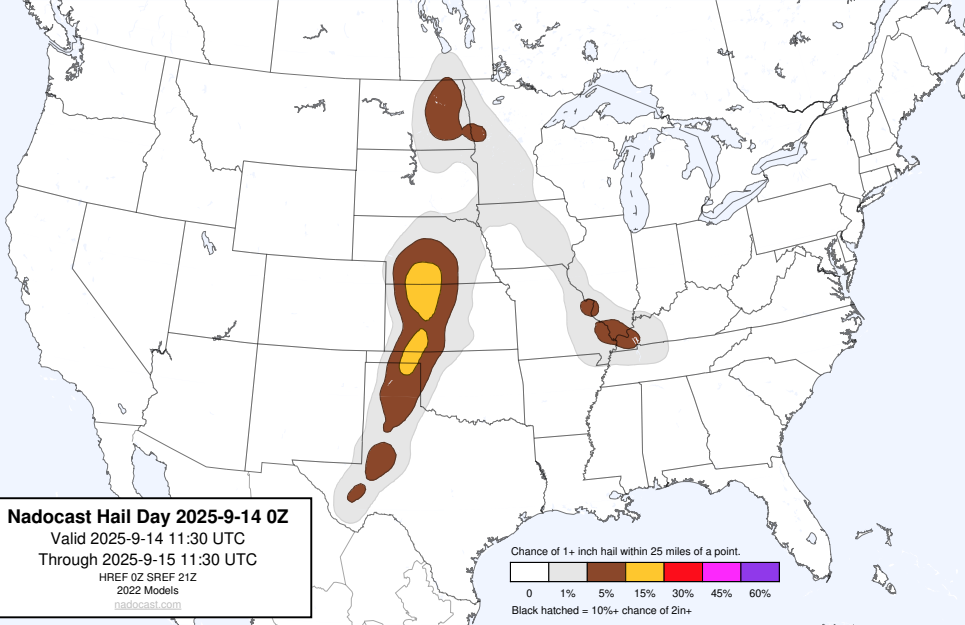 Nadocast Hail Day 2025-9-14 0Z
Valid 2025-9-14 11:30 UTC
Through 2025-9-15 11:30 UTC
HREF 0Z SREF 21Z
2022 Models
nadocast.com
Chance of 1+ inch hail within 25 miles of a point.
0 1% 5% 15% 30% 45% 60%
Black hatched = 10%+ chance of 2in+